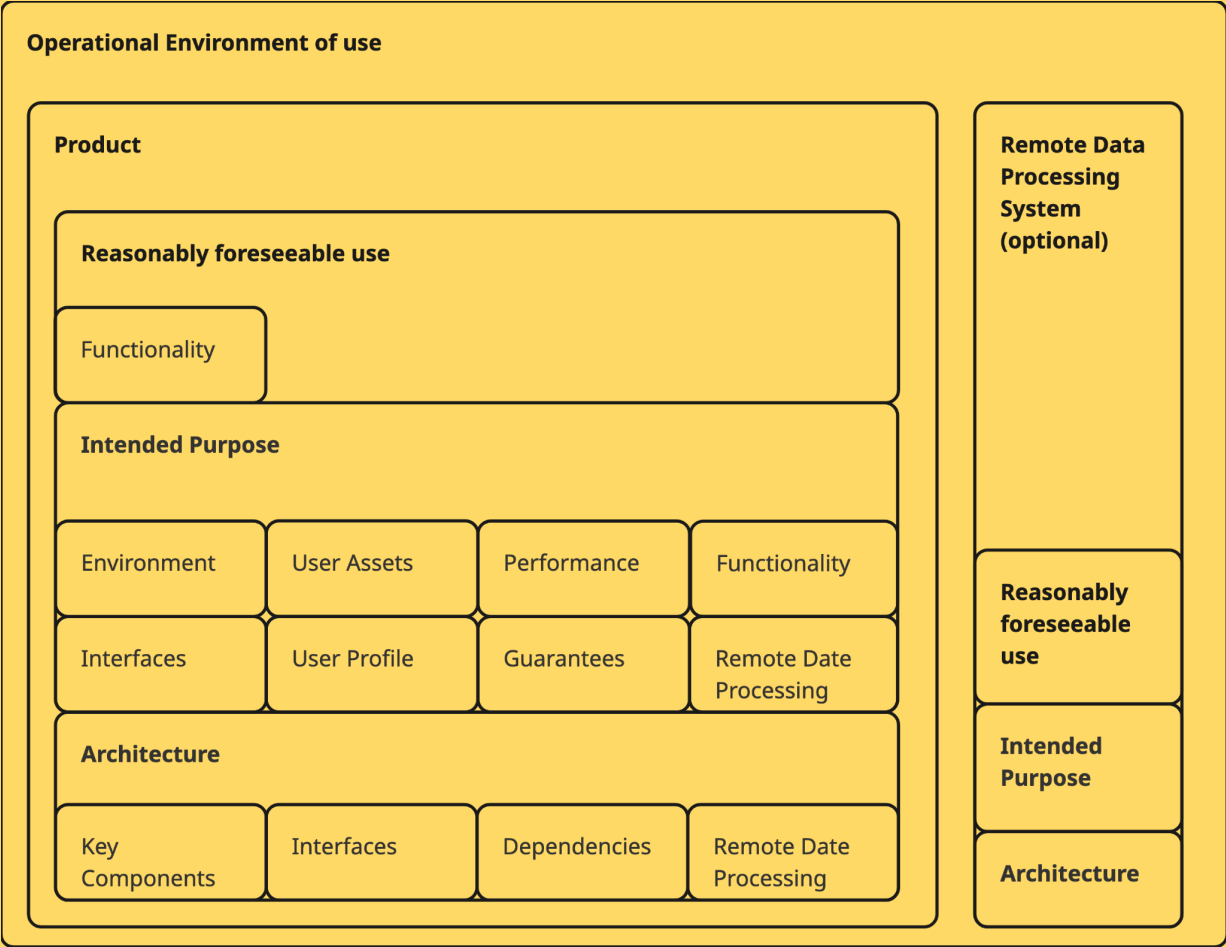 Operational Environment of use
Product
Reasonably foreseeable use
Functionality
Intended Purpose
Environment
User Assets
Performance
Functionality
Interfaces
User Profile
Guarantees
Remote Date
Processing
Architecture
Key
Components
Interfaces
Dependencies
Remote Date
Processing
Remote Data
Processing
System
(optional)
Reasonably
foreseeable
use
Intended
Purpose
Architecture